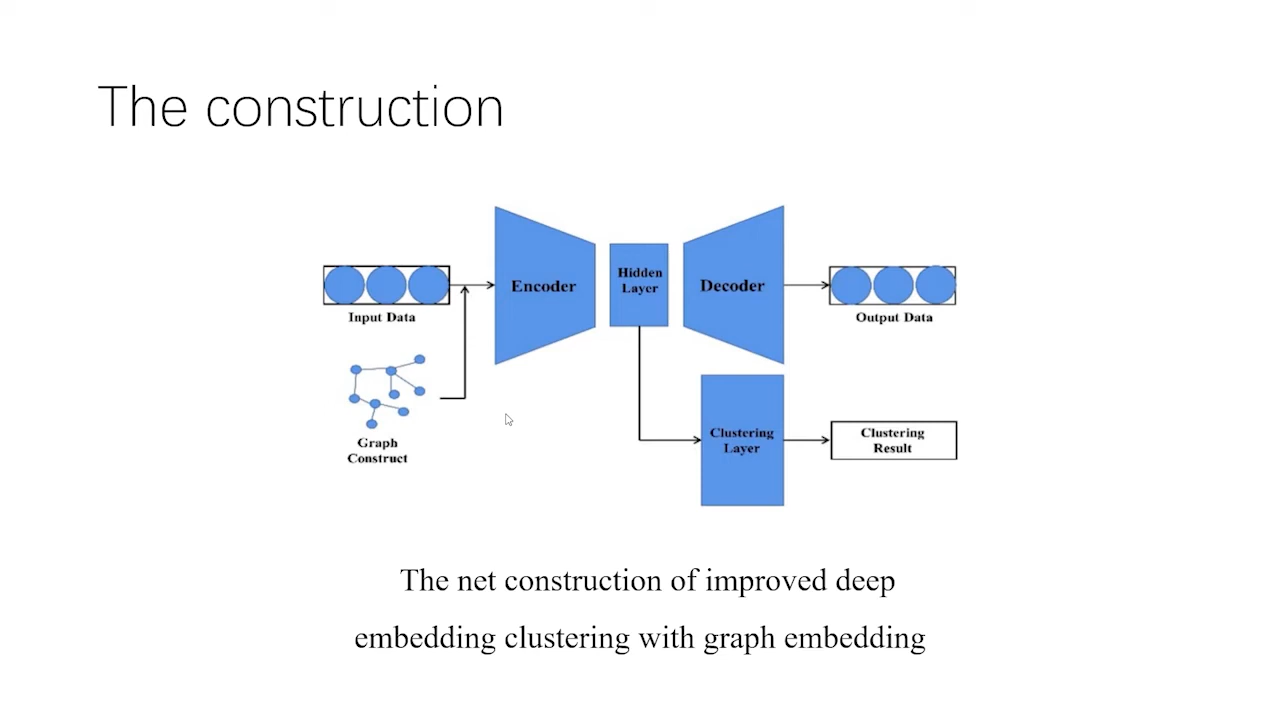 The construction
Encoder
Hidden
Layer
Decoder
Input Data
Output Data
Graph
Construct
Clustering
Layer
Clustering
Result
The net construction of improved deep
embedding clustering with graph embedding